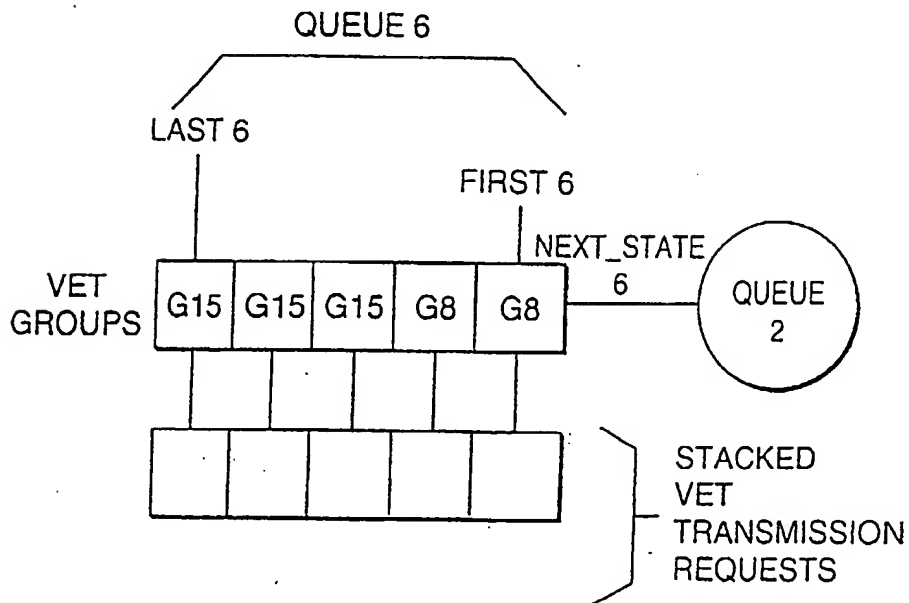 QUEUE 6
LAST 6
FIRST 6
NEXT_STATE
6
VET
GROUPS
G15 G15 G15 G8 G8
QUEUE
2
STACKED
VET
TRANSMISSION
REQUESTS